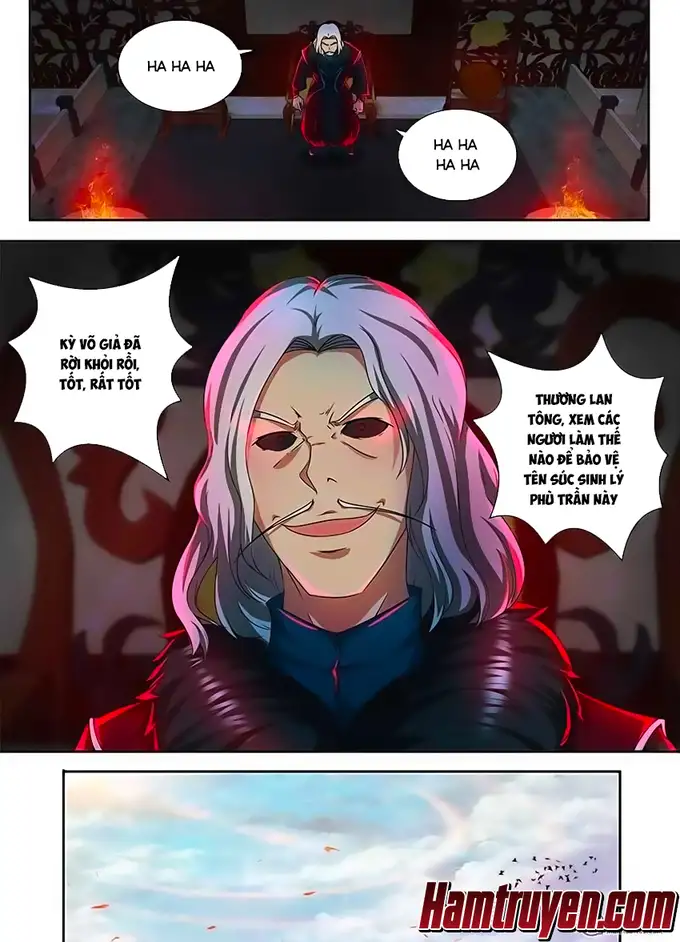 HA HA HA
HA HA
HA HA
KỲ VÕ GIẢ ĐÃ
RỜI KHỎI RỒI,
TỐT, RẤT TỐT
THƯƠNG LAN
TÔNG, XEM CÁC
NGƯƠI LÀM THẾ
NÀO ĐỂ BẢO VỆ
TÊN SÚC SINH LÝ
PHÙ TRẦN NÀY
Hamtruyen.com